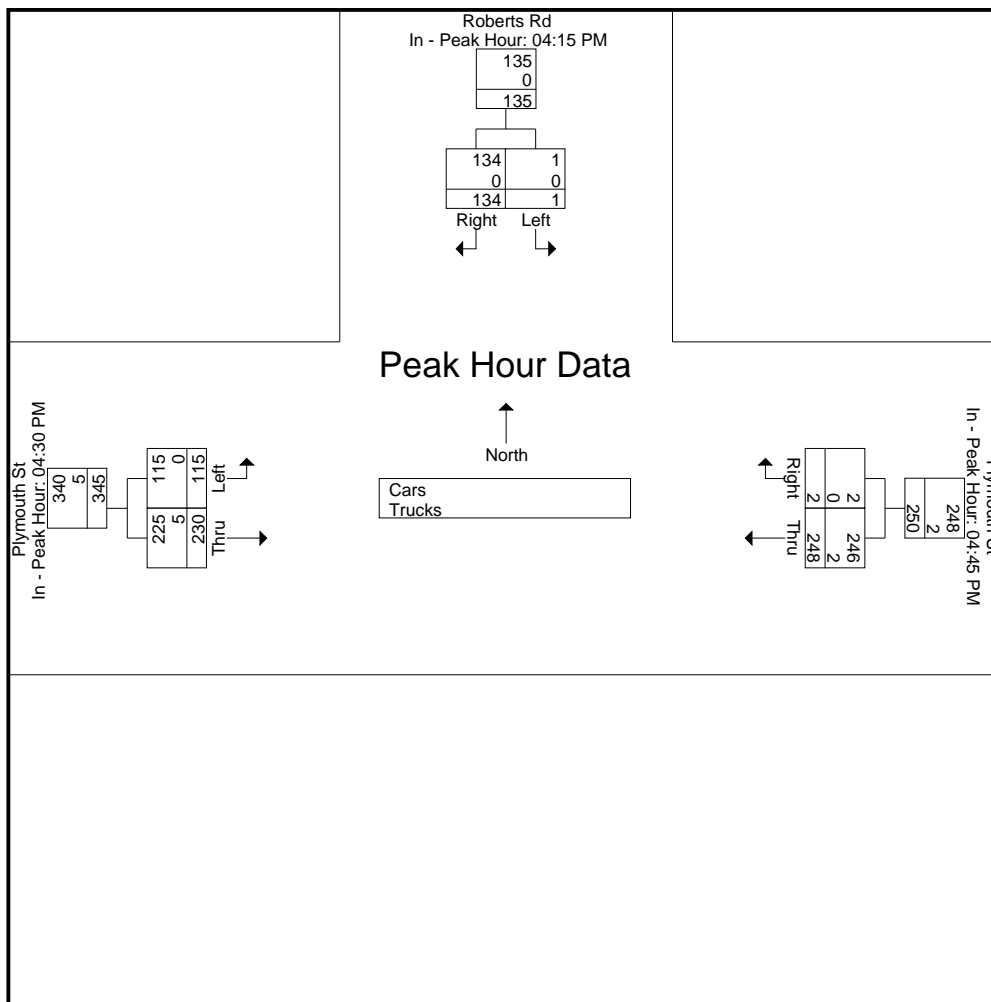 Roberts Rd
In - Peak Hour: 04:15 PM
135
0
135
134 1
0 0
134 1
Right Left
Peak Hour Data
North
Cars
Trucks
Plymouth St
In - Peak Hour: 04:30 PM
340
5
345
115 0 115
Left
225 5 230
Thru
Right
2 0 2
Thru
246
2
248
248
2
250
In - Peak Hour: 04:45 PM
Plymouth St